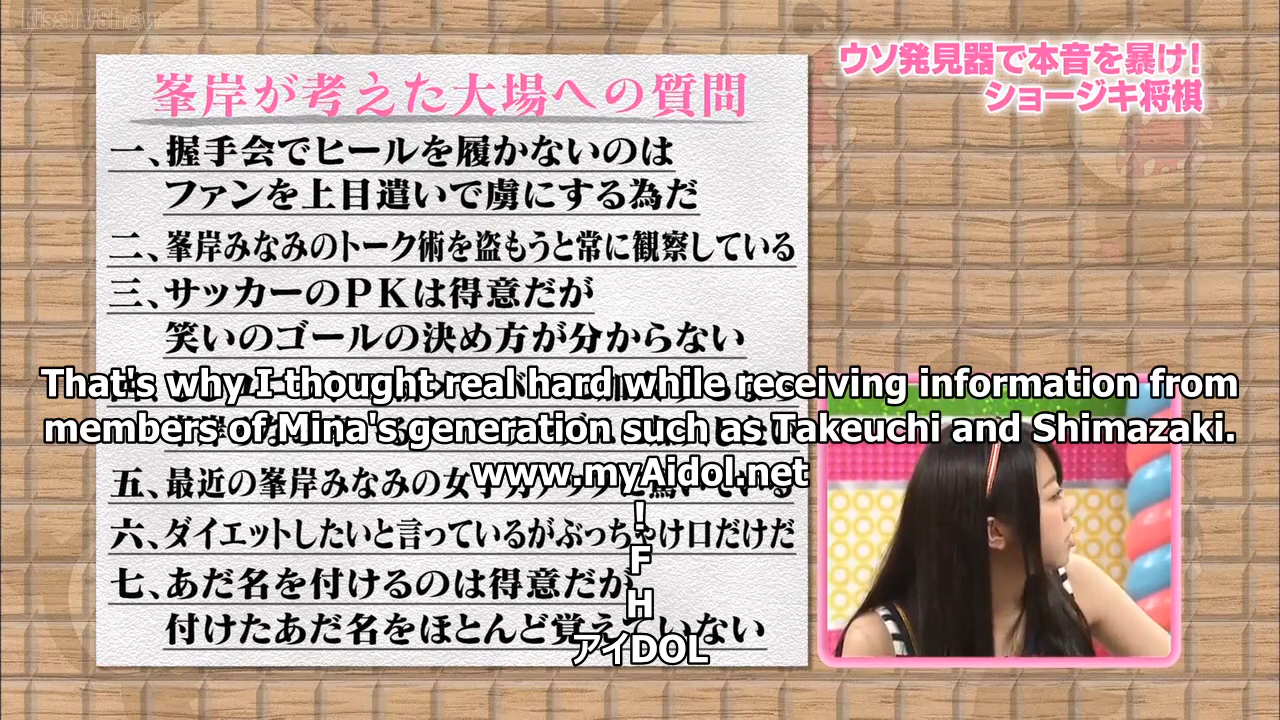 KissTVShow
ウソ発見器で本音を暴け!
ショージキ将棋
峯岸が考えた大場への質問
一、握手会でヒールを履かないのは
ファンを上目遣いで虜にする為だ
二、峯岸みなみのトーク術を盗もうと常に観察している
三、サッカーのPKは得意だが
笑いのゴールの決め方が分からない
五、最近の峯岸みなみの女子力
六、ダイエットしたいと言っているがぶっちゃけ口だけだ
七、あだ名を付けるのは得意だが
付けたあだ名をほとんど覚えていない
That's why I thought real hard while receiving information from
members of Mina's generation such as Takeuchi and Shimazaki.
www.myAidol.net
!
F
H
アイDOL